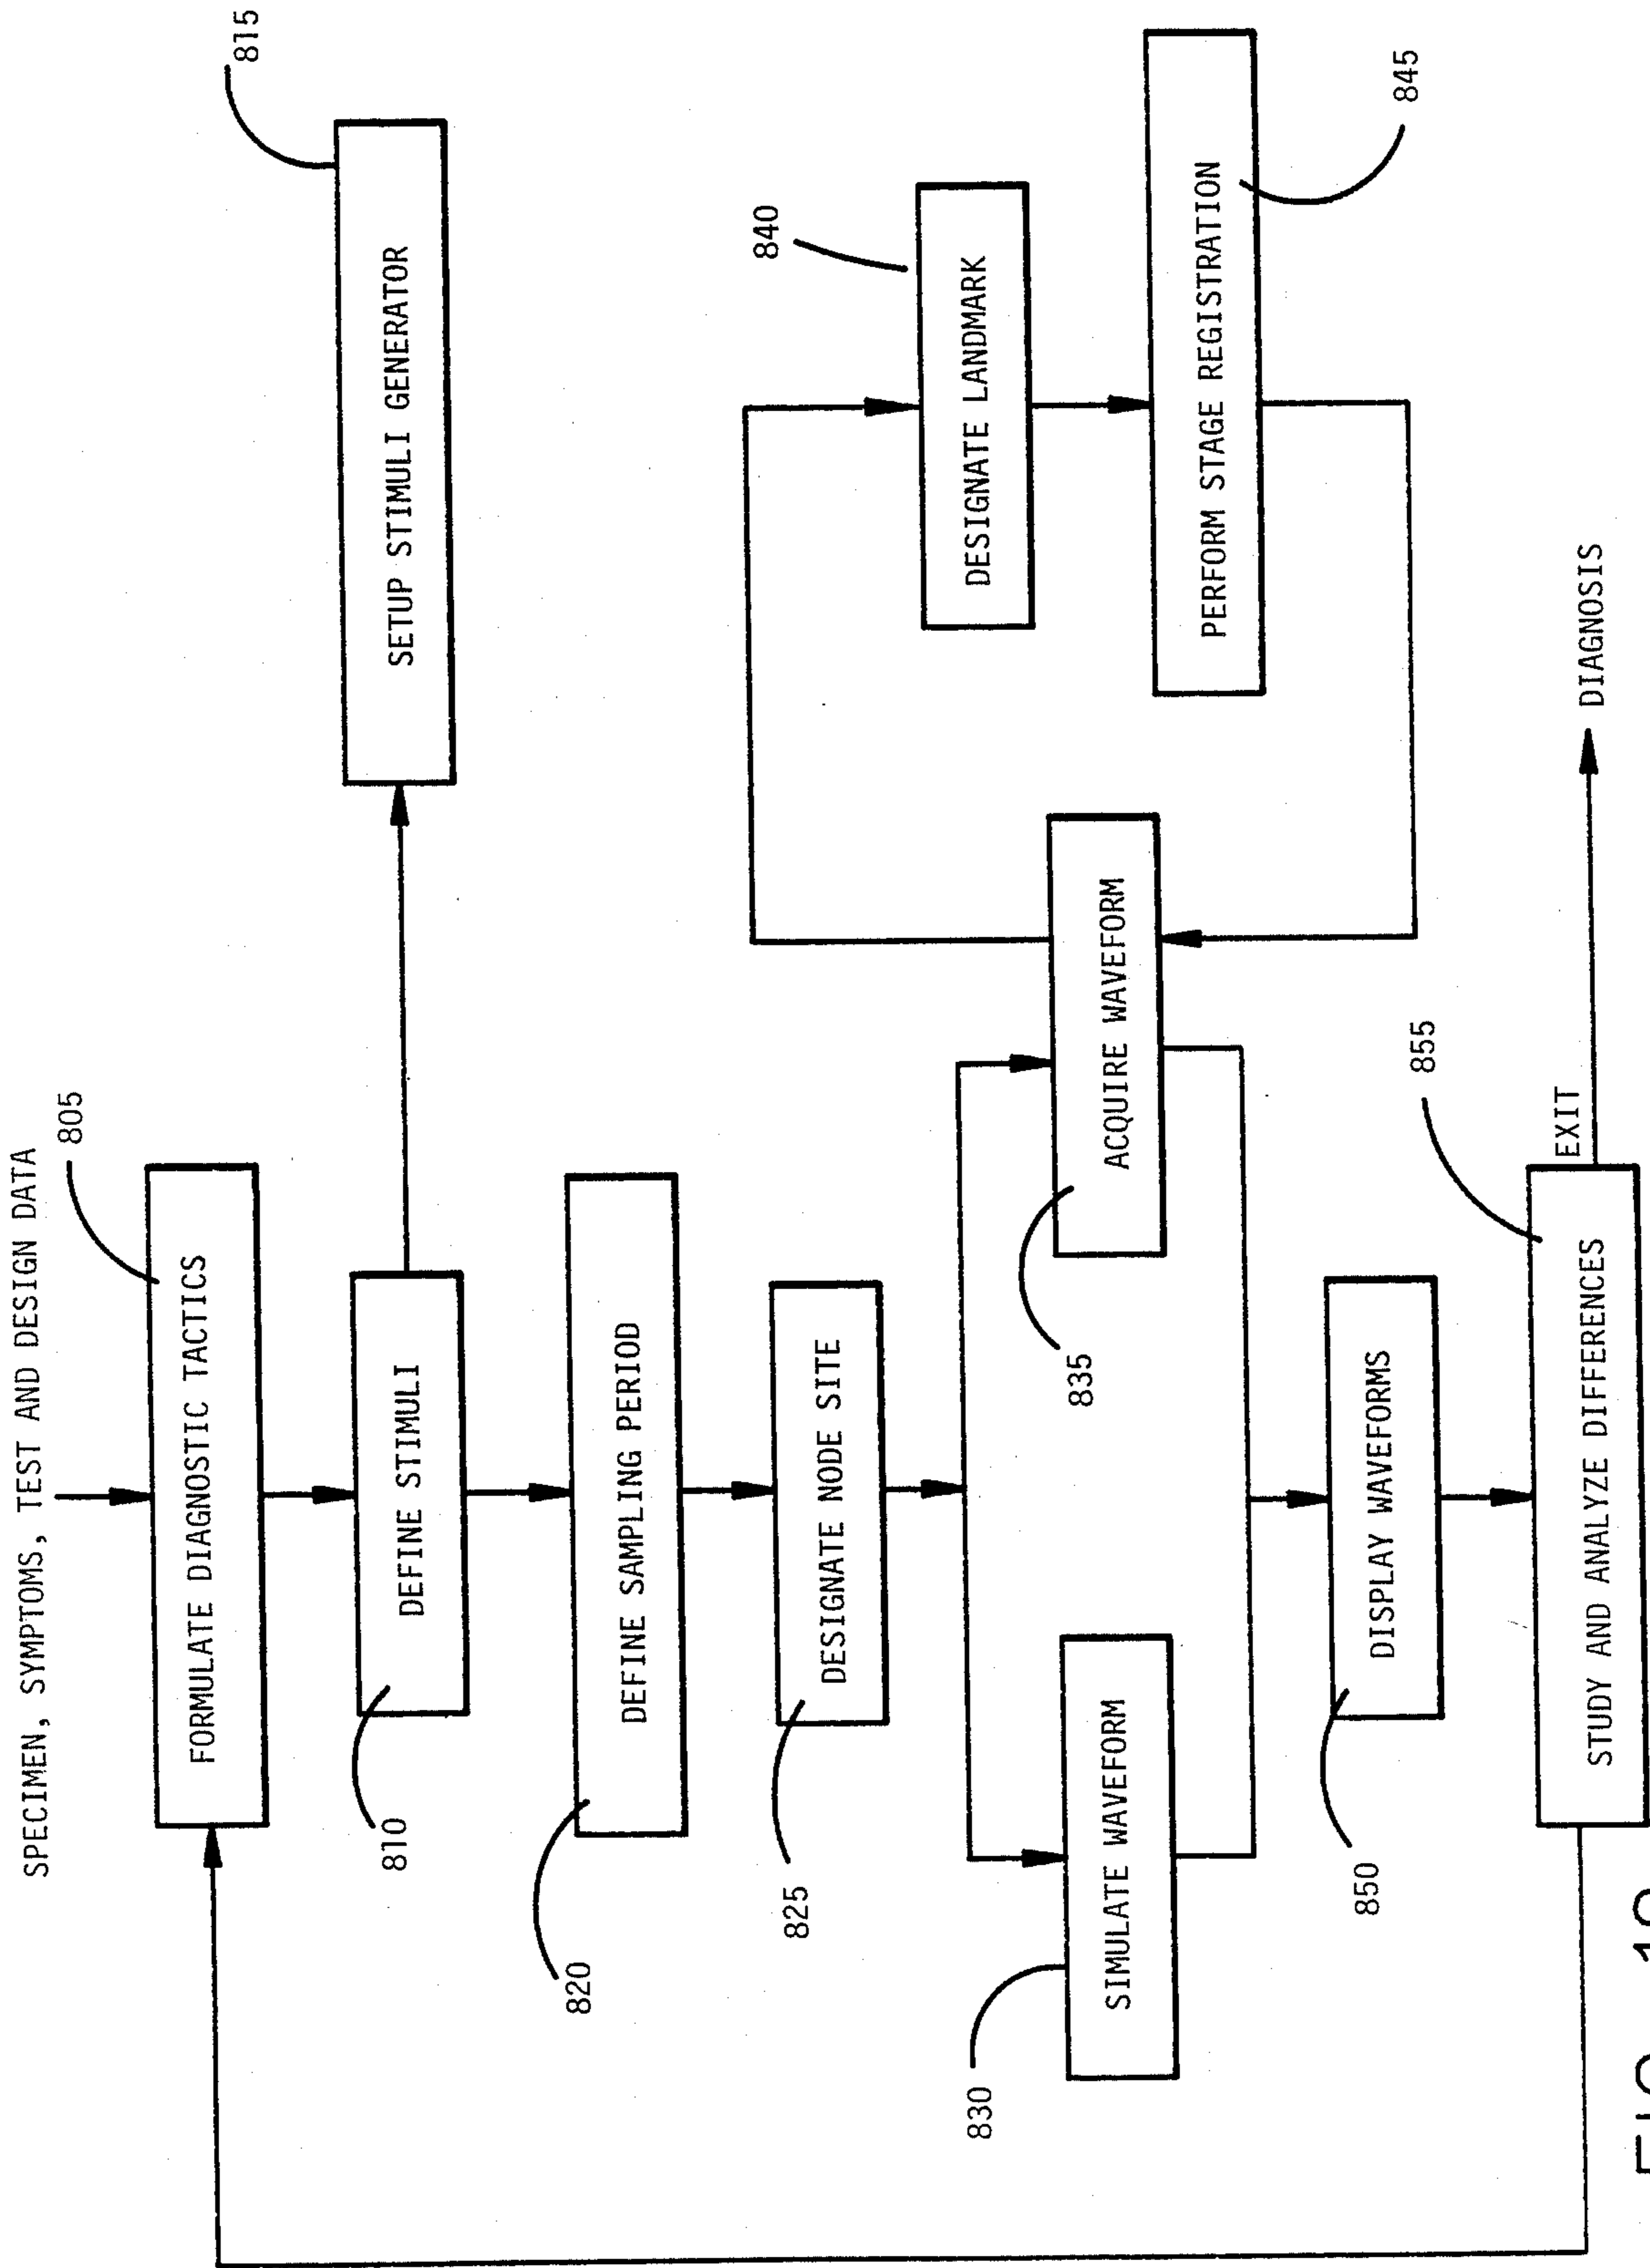 SPECIMEN, SYMPTOMS, TEST AND DESIGN DATA
805
FORMULATE DIAGNOSTIC TACTICS
810
DEFINE STIMULI
815
SETUP STIMULI GENERATOR
820
DEFINE SAMPLING PERIOD
825
DESIGNATE NODE SITE
830
SIMULATE WAVEFORM
835
ACQUIRE WAVEFORM
840
DESIGNATE LANDMARK
PERFORM STAGE REGISTRATION
845
850
DISPLAY WAVEFORMS
855
STUDY AND ANALYZE DIFFERENCES
EXIT
DIAGNOSIS